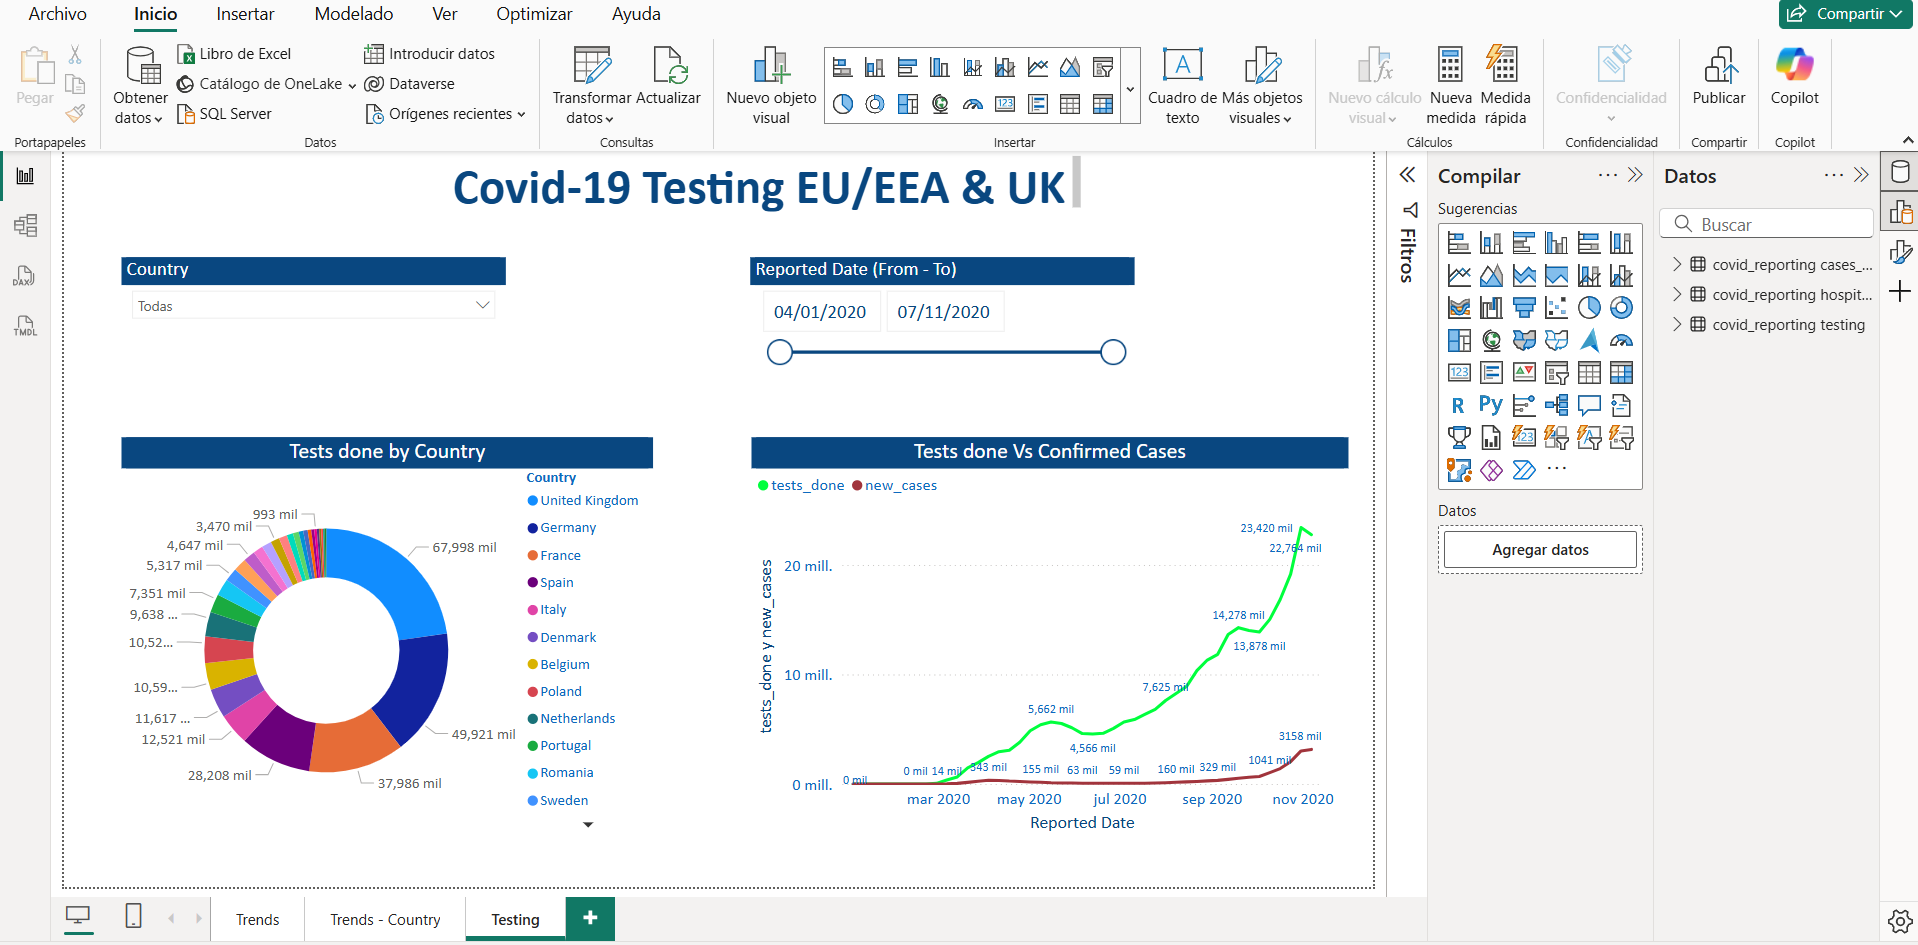 Archivo Inicio Insertar Modelado Ver Optimizar Ayuda Compartir
Pegar
Portapapeles
Obtener datos
Libro de Excel
Catálogo de OneLake
SQL Server
Introducir datos
Dataverse
Orígenes recientes
Datos
Transformar datos
Actualizar
Consultas
Nuevo objeto visual
123
A
Cuadro de texto
Más objetos visuales
Insertar
fx
Nuevo cálculo visual
Nueva medida
Medida rápida
Cálculos
Confidencialidad
Confidencialidad
Publicar
Compartir
Copilot
Copilot
DAX
TMDL
Covid-19 Testing EU/EEA & UK
Country
Todas
Reported Date (From - To)
04/01/2020 07/11/2020
Tests done by Country
993 mil
3,470 mil
4,647 mil
5,317 mil
7,351 mil
9,638 ...
10,52...
10,59...
11,617 ...
12,521 mil
28,208 mil
37,986 mil
49,921 mil
67,998 mil
Country
United Kingdom
Germany
France
Spain
Italy
Denmark
Belgium
Poland
Netherlands
Portugal
Romania
Sweden
Tests done Vs Confirmed Cases
tests_done new_cases
tests_done y new_cases
20 mill.
10 mill.
0 mill.
23,420 mil
22,764 mil
14,278 mil
13,878 mil
7,625 mil
5,662 mil
4,566 mil
3158 mil
0 mil 0 mil 14 mil 343 mil 155 mil 63 mil 59 mil 160 mil 329 mil 1041 mil
mar 2020 may 2020 jul 2020 sep 2020 nov 2020
Reported Date
Filtros
Compilar
Sugerencias
123
R Py
123
Datos
Agregar datos
Datos
Buscar
covid_reporting cases_...
covid_reporting hospit...
covid_reporting testing
Trends Trends - Country Testing